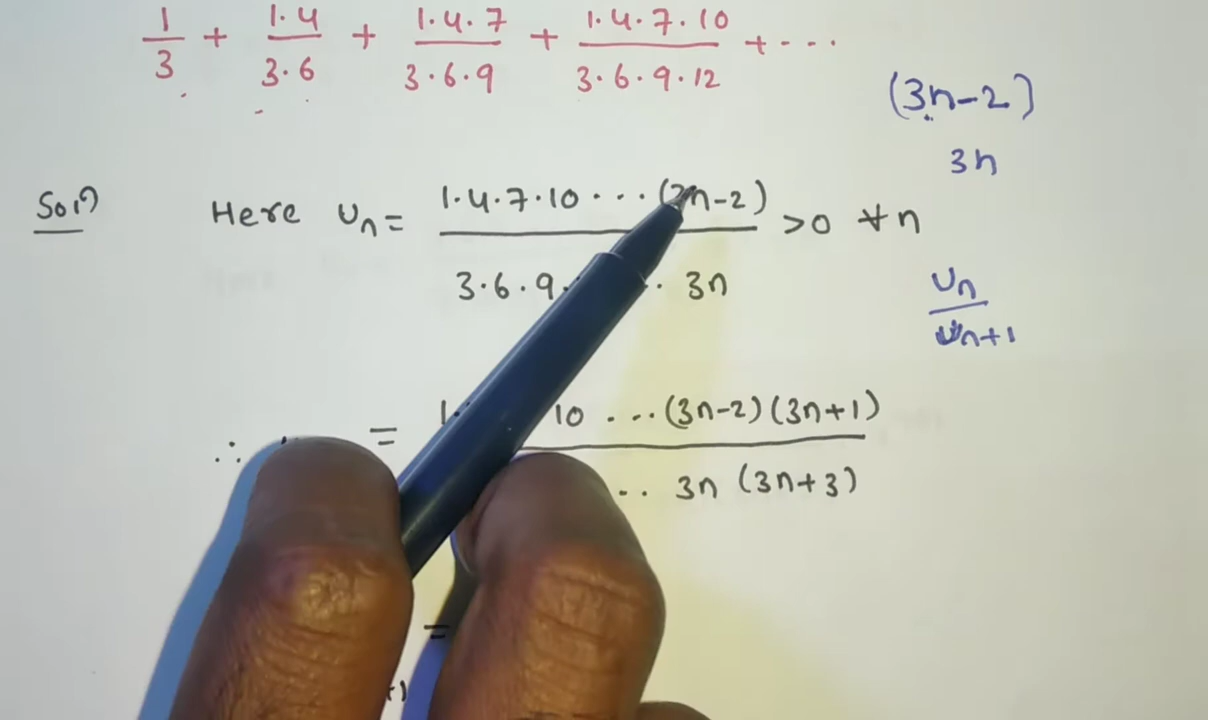 1/3 + 1·4/3·6 + 1·4·7/3·6·9 + 1·4·7·10/3·6·9·12 + ---
(3n-2)
3n
Soln Here Un = 1·4·7·10 ··· (3n-2) / 3·6·9 · 3n >0 ∀ n
Un/Un+1
∴ = 10 ··· (3n-2)(3n+1) / ·· 3n (3n+3)
=